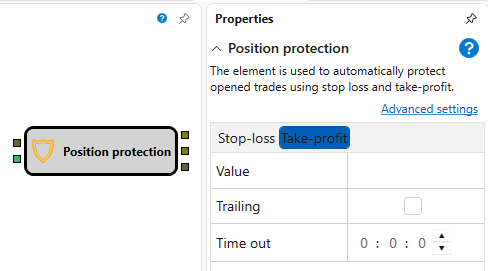 Properties
Position protection
The element is used to automatically protect
opened trades using stop loss and take-profit.
Advanced settings
Stop-loss Take-profit
Value
Trailing
Time out 0 : 0 : 0
Position protection